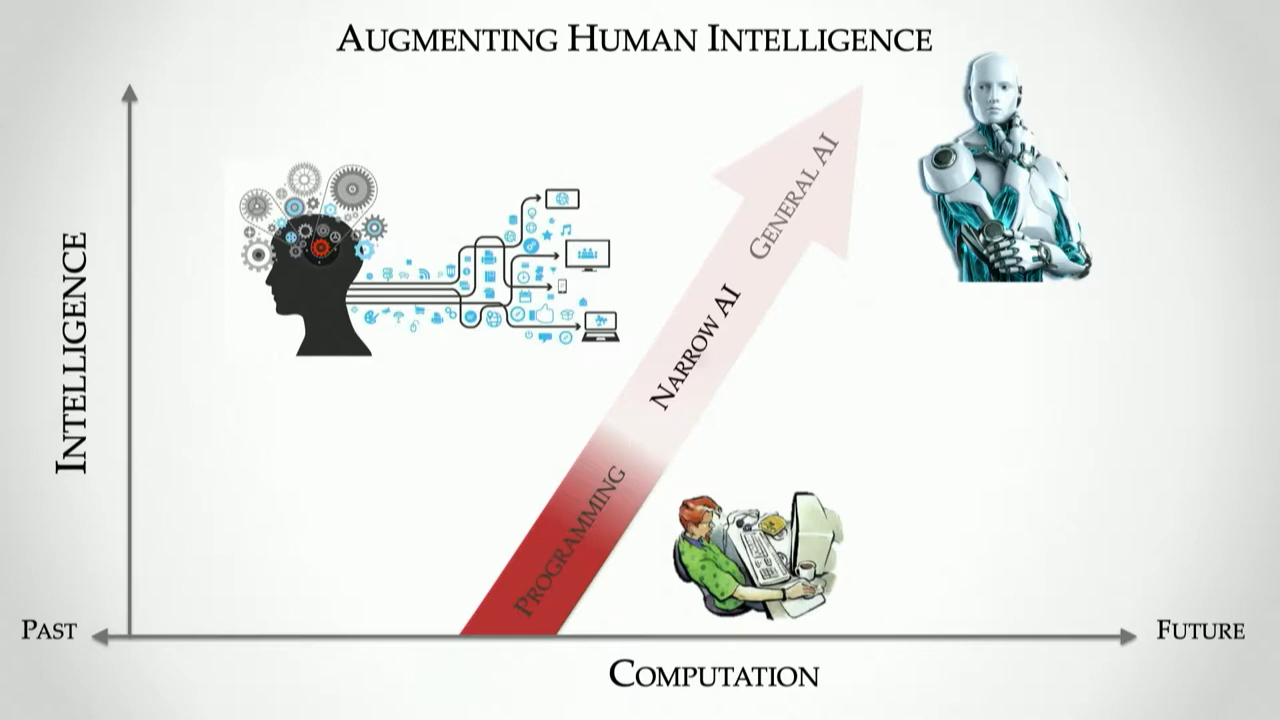 AUGMENTING HUMAN INTELLIGENCE
GENERAL AI
NARROW AI
PROGRAMMING
INTELLIGENCE
PAST
FUTURE
COMPUTATION